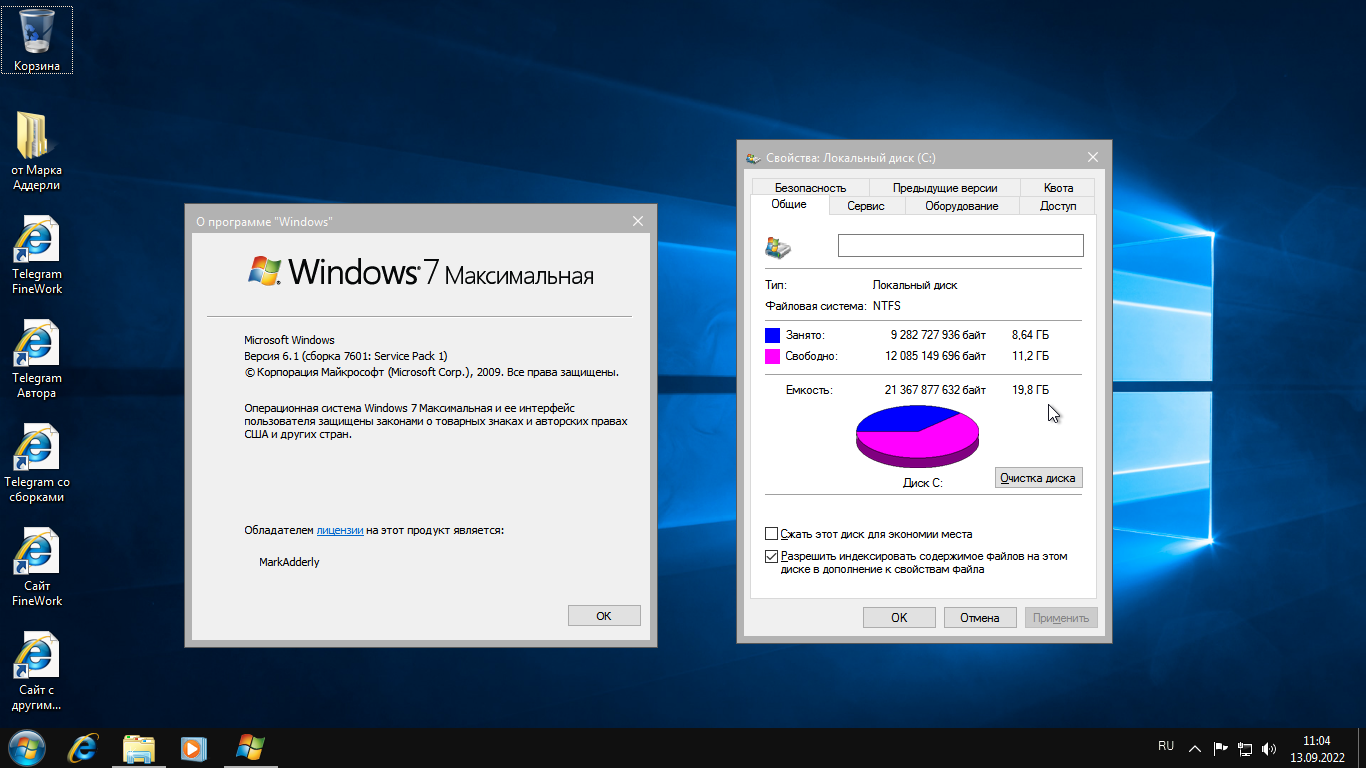 Корзина
от Марка
Аддерли
Telegram
FineWork
Telegram
Автора
Telegram со
сборками
Сайт
FineWork
Сайт с
другим...
О программе "Windows"
Windows 7 Максимальная
Microsoft Windows
Версия 6.1 (сборка 7601: Service Pack 1)
© Корпорация Майкрософт (Microsoft Corp.), 2009. Все права защищены.
Операционная система Windows 7 Максимальная и ее интерфейс
пользователя защищены законами о товарных знаках и авторских правах
США и других стран.
Обладателем лицензии на этот продукт является:
MarkAdderly
ОК
Свойства: Локальный диск (C:)
Безопасность Предыдущие версии Квота
Общие Сервис Оборудование Доступ
Тип: Локальный диск
Файловая система: NTFS
Занято: 9 282 727 936 байт 8,64 ГБ
Свободно: 12 085 149 696 байт 11,2 ГБ
Емкость: 21 367 877 632 байт 19,8 ГБ
Диск C:
Очистка диска
Сжать этот диск для экономии места
Разрешить индексировать содержимое файлов на этом
диске в дополнение к свойствам файла
ОК Отмена Применить
RU
11:04
13.09.2022